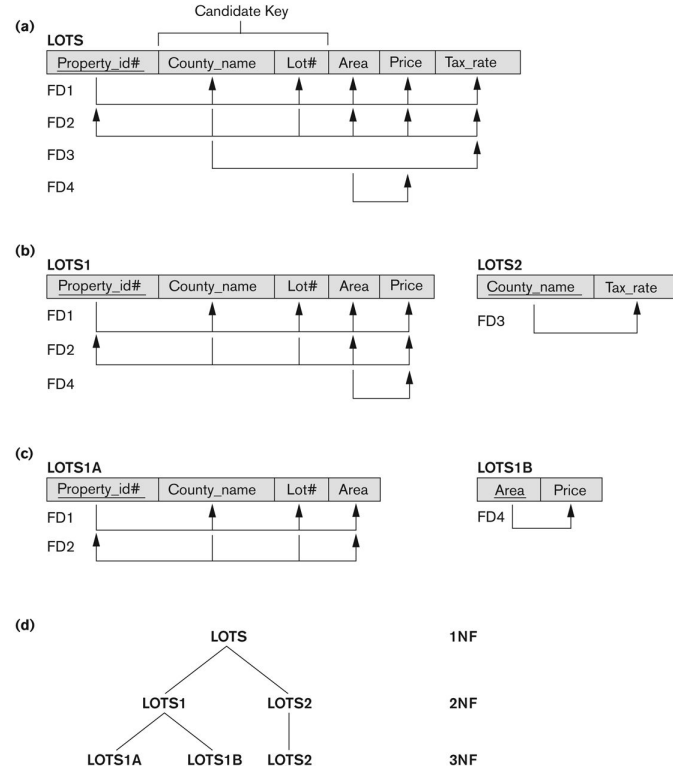 Candidate Key
(a)
LOTS
Property_id# County_name Lot# Area Price Tax_rate
FD1
FD2
FD3
FD4
(b)
LOTS1
Property_id# County_name Lot# Area Price
FD1
FD2
FD4
LOTS2
County_name Tax_rate
FD3
(c)
LOTS1A
Property_id# County_name Lot# Area
FD1
FD2
LOTS1B
Area Price
FD4
(d)
LOTS 1NF
LOTS1 LOTS2 2NF
LOTS1A LOTS1B LOTS2 3NF